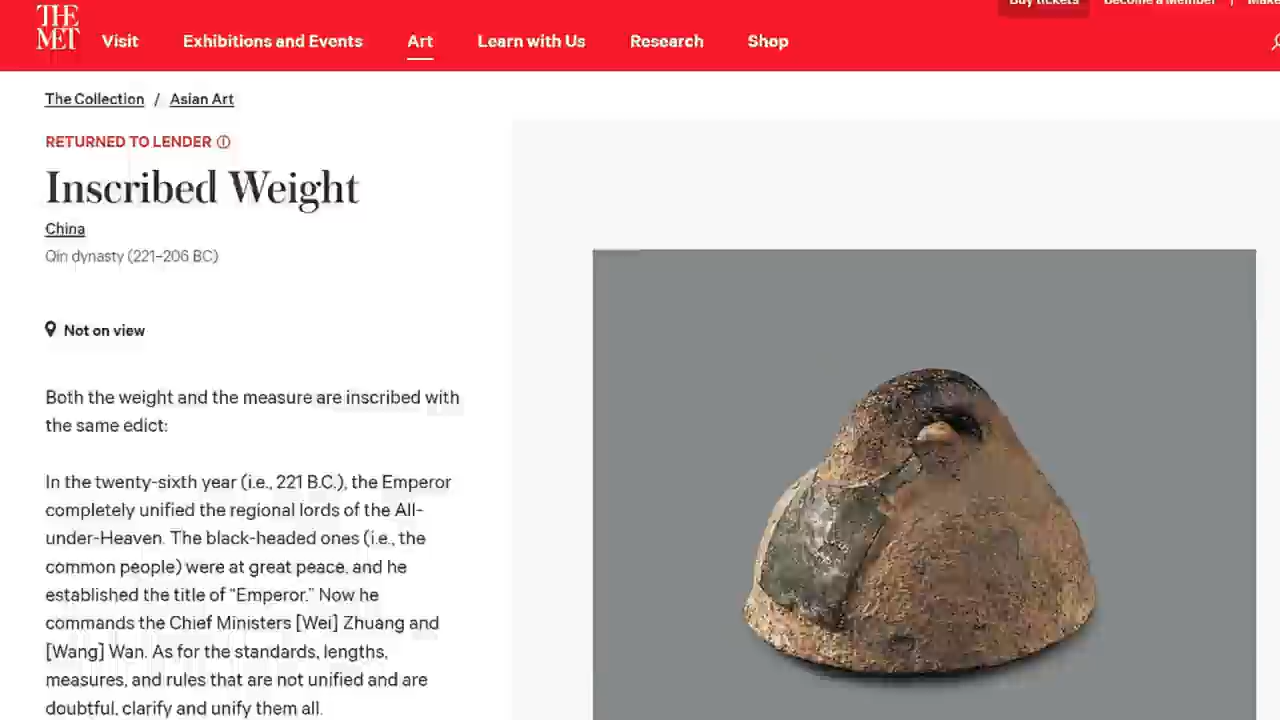 THE
MET
Buy tickets
Become a Member | Make
Visit
Exhibitions and Events
Art
Learn with Us
Research
Shop
The Collection / Asian Art
RETURNED TO LENDER
Inscribed Weight
China
Qin dynasty (221–206 BC)
Not on view
Both the weight and the measure are inscribed with
the same edict:
In the twenty-sixth year (i.e., 221 B.C.), the Emperor
completely unified the regional lords of the All-
under-Heaven. The black-headed ones (i.e., the
common people) were at great peace, and he
established the title of “Emperor.” Now he
commands the Chief Ministers [Wei] Zhuang and
[Wang] Wan. As for the standards, lengths,
measures, and rules that are not unified and are
doubtful, clarify and unify them all.